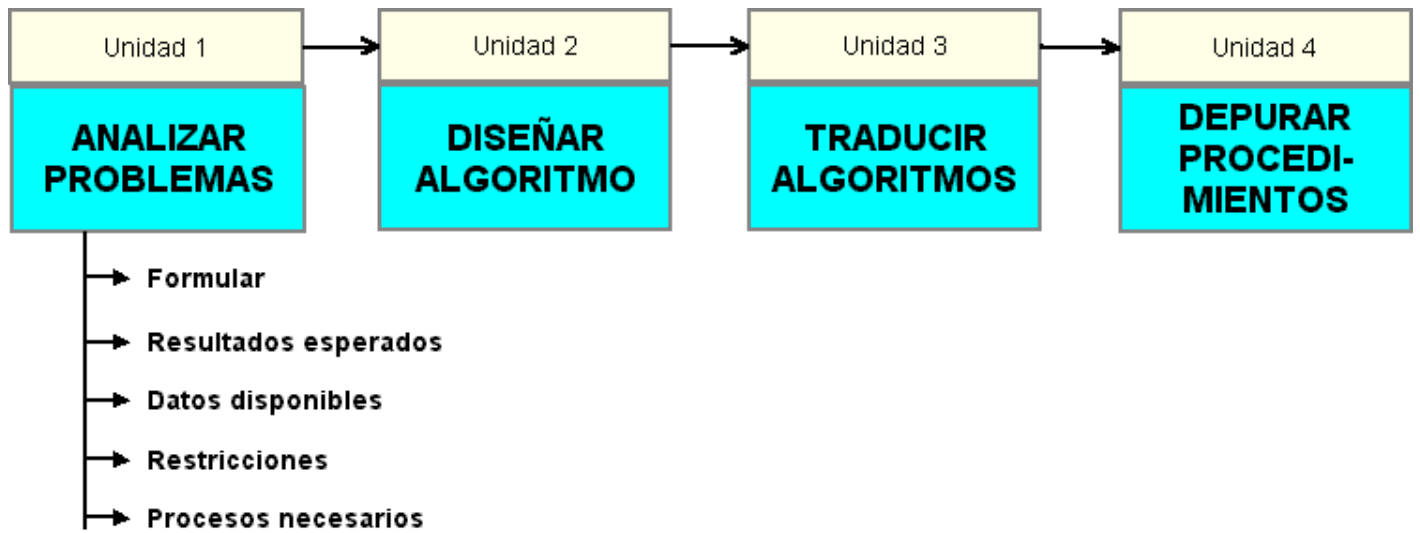 Unidad 1
Unidad 2
Unidad 3
Unidad 4
ANALIZAR
PROBLEMAS
DISEÑAR
ALGORITMO
TRADUCIR
ALGORITMOS
DEPURAR
PROCEDI-
MIENTOS
Formular
Resultados esperados
Datos disponibles
Restricciones
Procesos necesarios